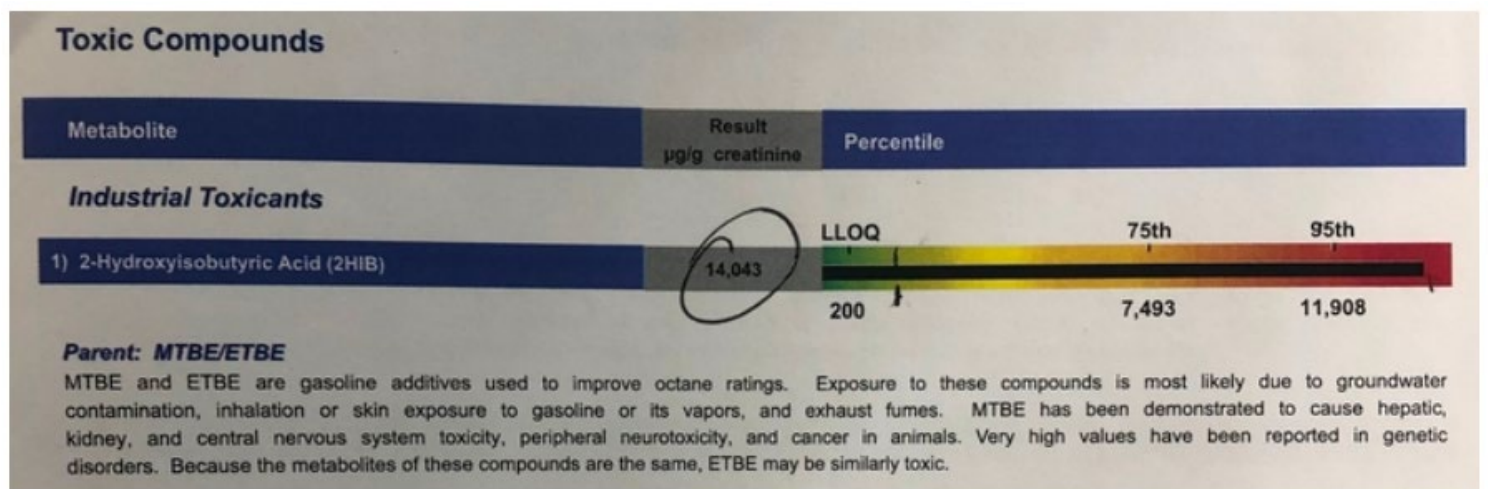 Toxic Compounds
Metabolite
Result
µg/g creatinine
Percentile
Industrial Toxicants
LLOQ 75th 95th
1) 2-Hydroxyisobutyric Acid (2HIB) 14,043
200 7,493 11,908
Parent: MTBE/ETBE
MTBE and ETBE are gasoline additives used to improve octane ratings. Exposure to these compounds is most likely due to groundwater
contamination, inhalation or skin exposure to gasoline or its vapors, and exhaust fumes. MTBE has been demonstrated to cause hepatic,
kidney, and central nervous system toxicity, peripheral neurotoxicity, and cancer in animals. Very high values have been reported in genetic
disorders. Because the metabolites of these compounds are the same, ETBE may be similarly toxic.